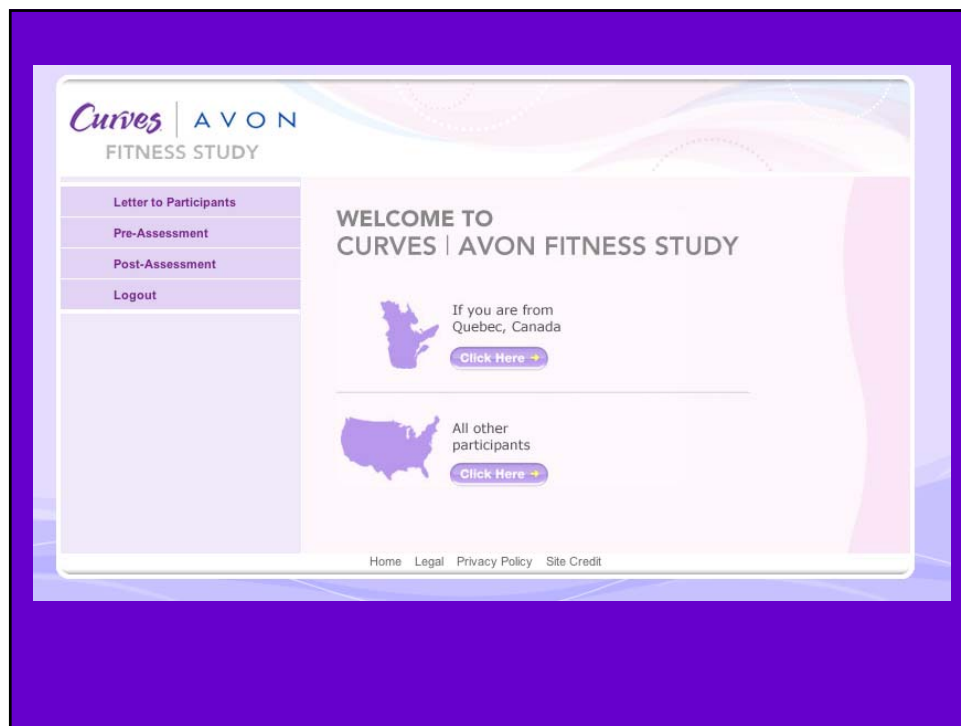 Curves | AVON
FITNESS STUDY
Letter to Participants
Pre-Assessment
Post-Assessment
Logout
WELCOME TO
CURVES | AVON FITNESS STUDY
If you are from
Quebec, Canada
Click Here
All other
participants
Click Here
Home Legal Privacy Policy Site Credit